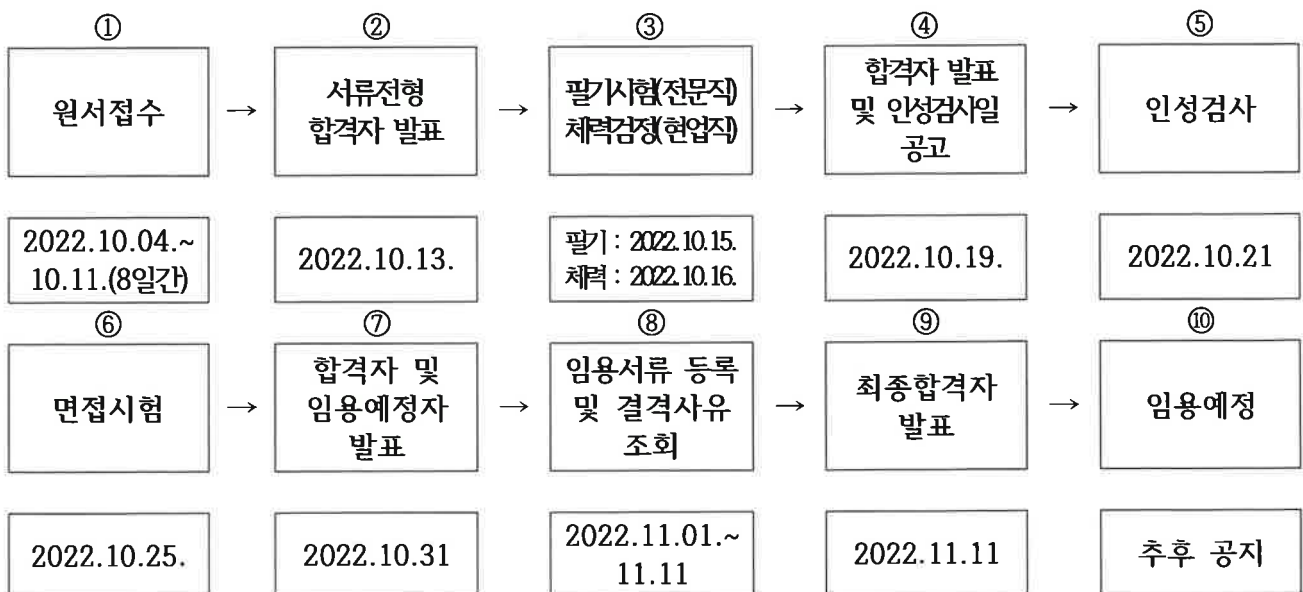 ① ② ③ ④ ⑤
원서접수 → 서류전형 합격자 발표 → 필기시험(전문직) 체력검정(현업직) → 합격자 발표 및 인성검사일 공고 → 인성검사
2022.10.04.~
10.11.(8일간)
2022.10.13.
필기 : 2022.10.15.
체력 : 2022.10.16.
2022.10.19.
2022.10.21
⑥ ⑦ ⑧ ⑨ ⑩
면접시험 → 합격자 및 임용예정자 발표 → 임용서류 등록 및 결격사유 조회 → 최종합격자 발표 → 임용예정
2022.10.25.
2022.10.31
2022.11.01.~
11.11
2022.11.11
추후 공지